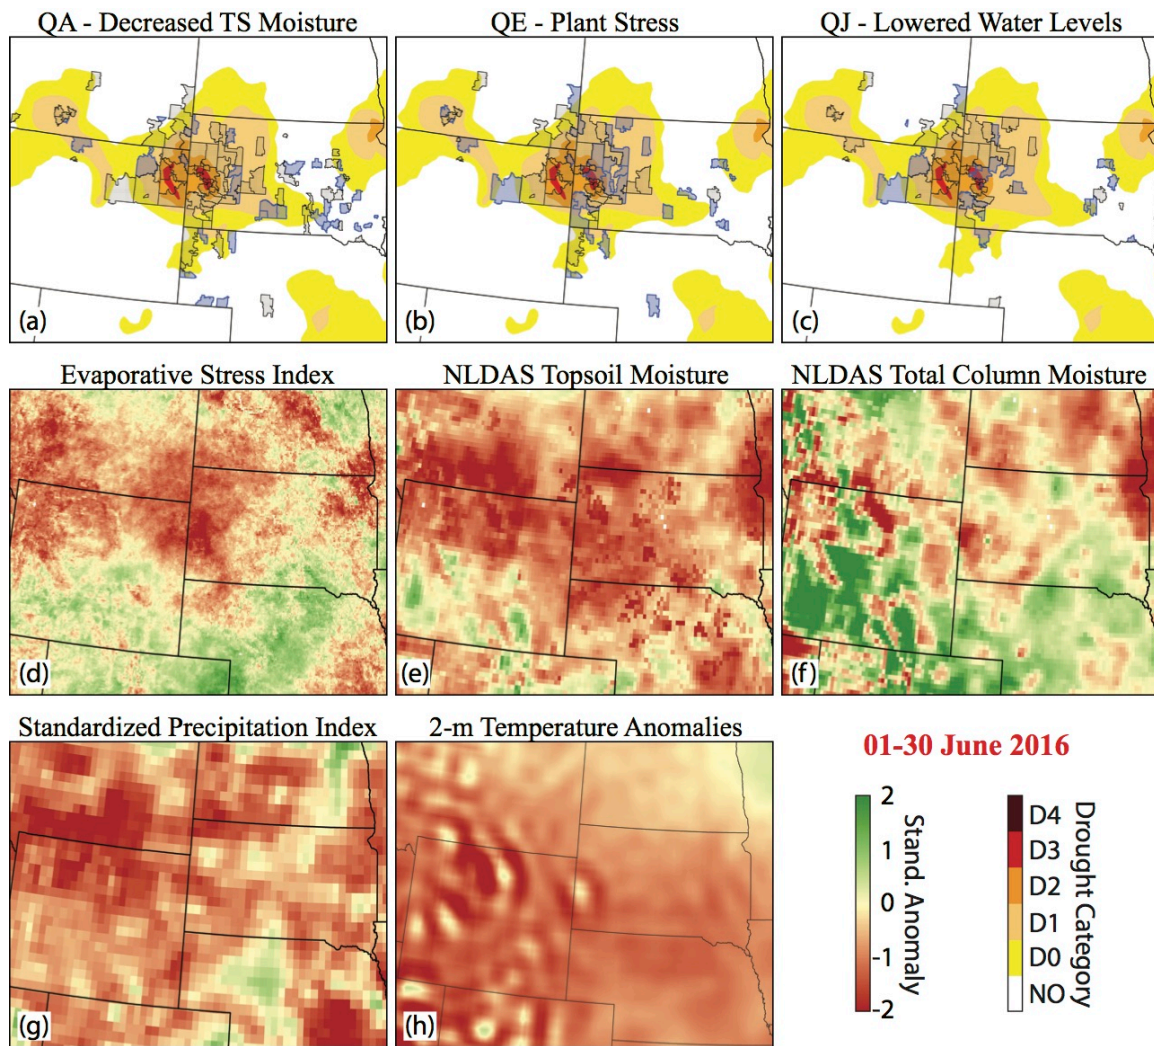 QA - Decreased TS Moisture
QE - Plant Stress
QJ - Lowered Water Levels
(a)
(b)
(c)
Evaporative Stress Index
NLDAS Topsoil Moisture
NLDAS Total Column Moisture
(d)
(e)
(f)
Standardized Precipitation Index
2-m Temperature Anomalies
(g)
(h)
01-30 June 2016
2
1
0
-1
-2
Stand. Anomaly
D4
D3
D2
D1
D0
NO
Drought Category